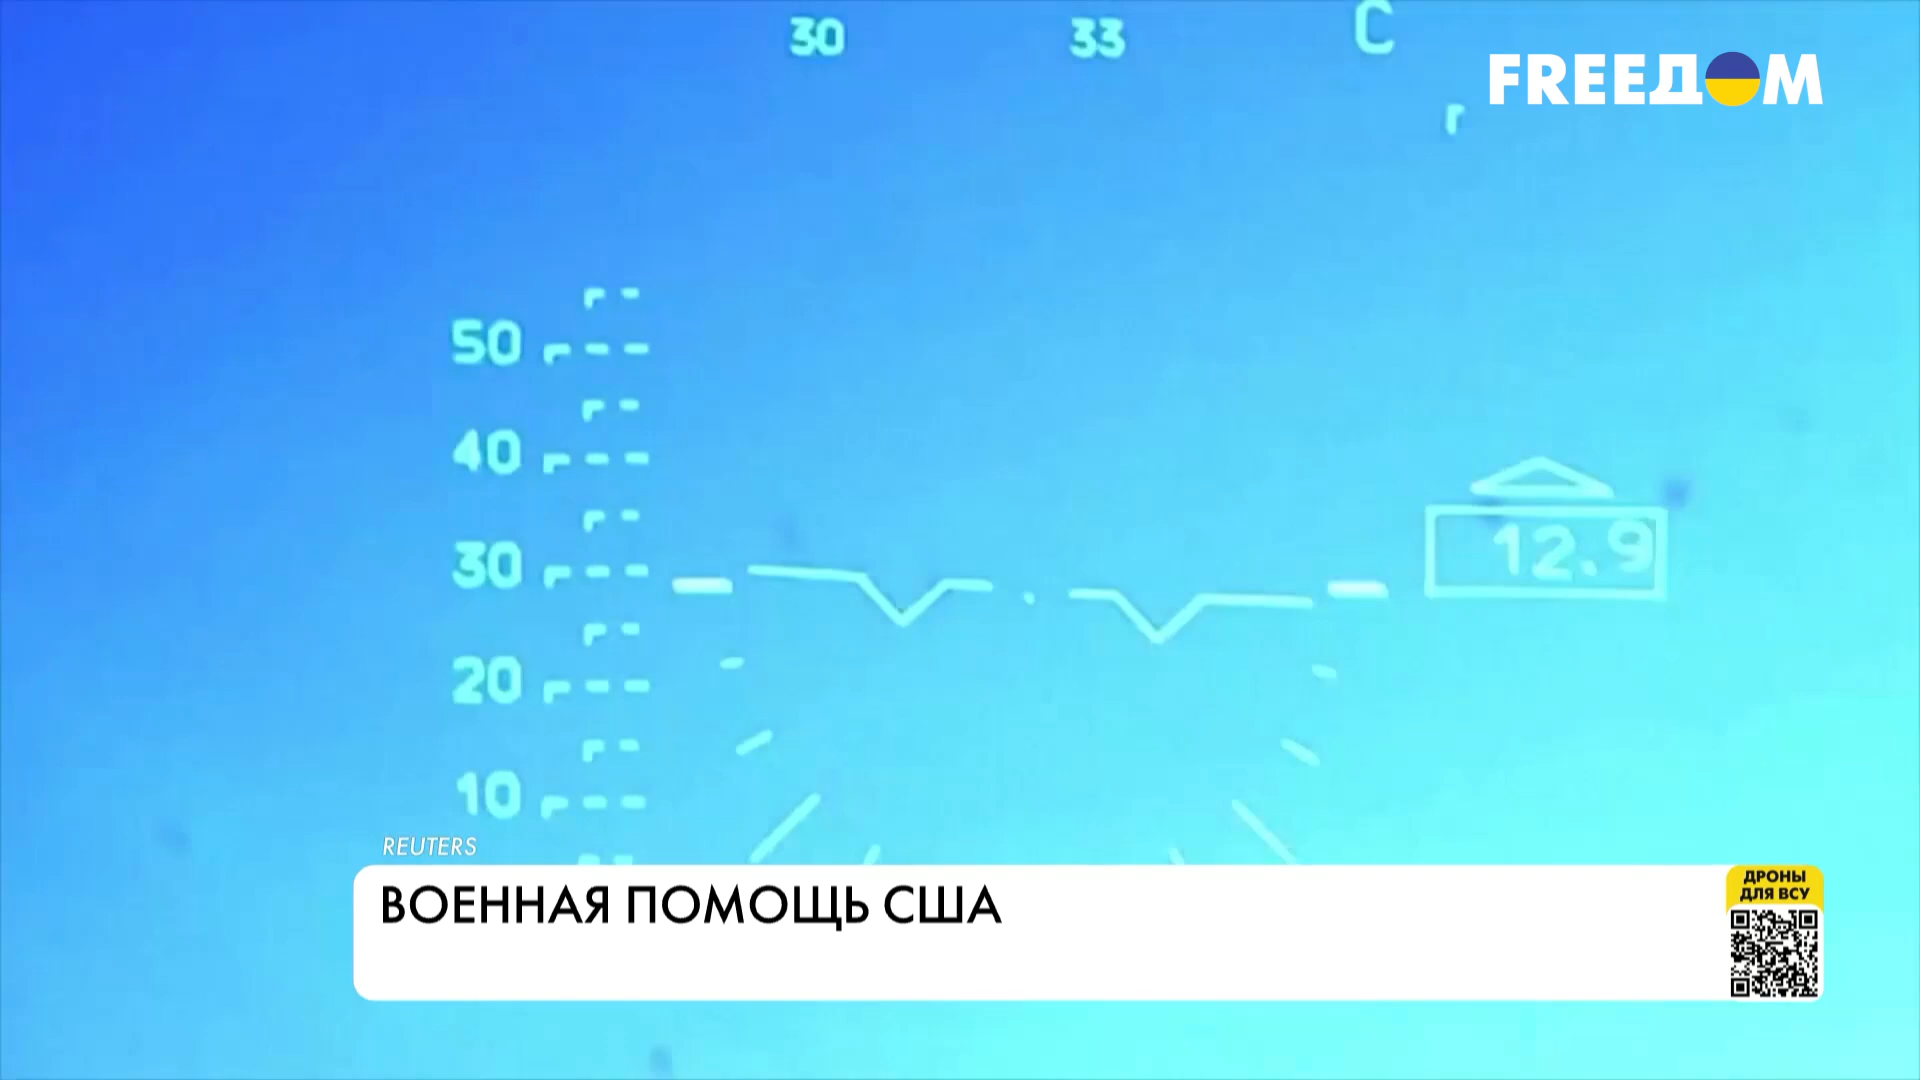 30 33 C
FREEДOM
50
40
12.9
30
20
10
REUTERS
ВОЕННАЯ ПОМОЩЬ США
ДРОНЫ
ДЛЯ ВСУ